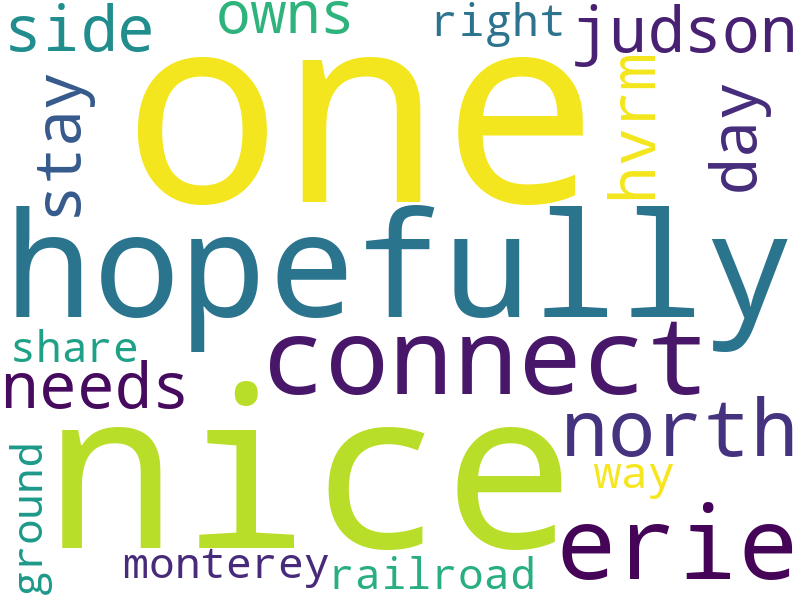 side
owns
right
judson
stay
one
hvrm
day
hopefully
share
connect
needs
nice
north
way
ground
erie
monterey
railroad